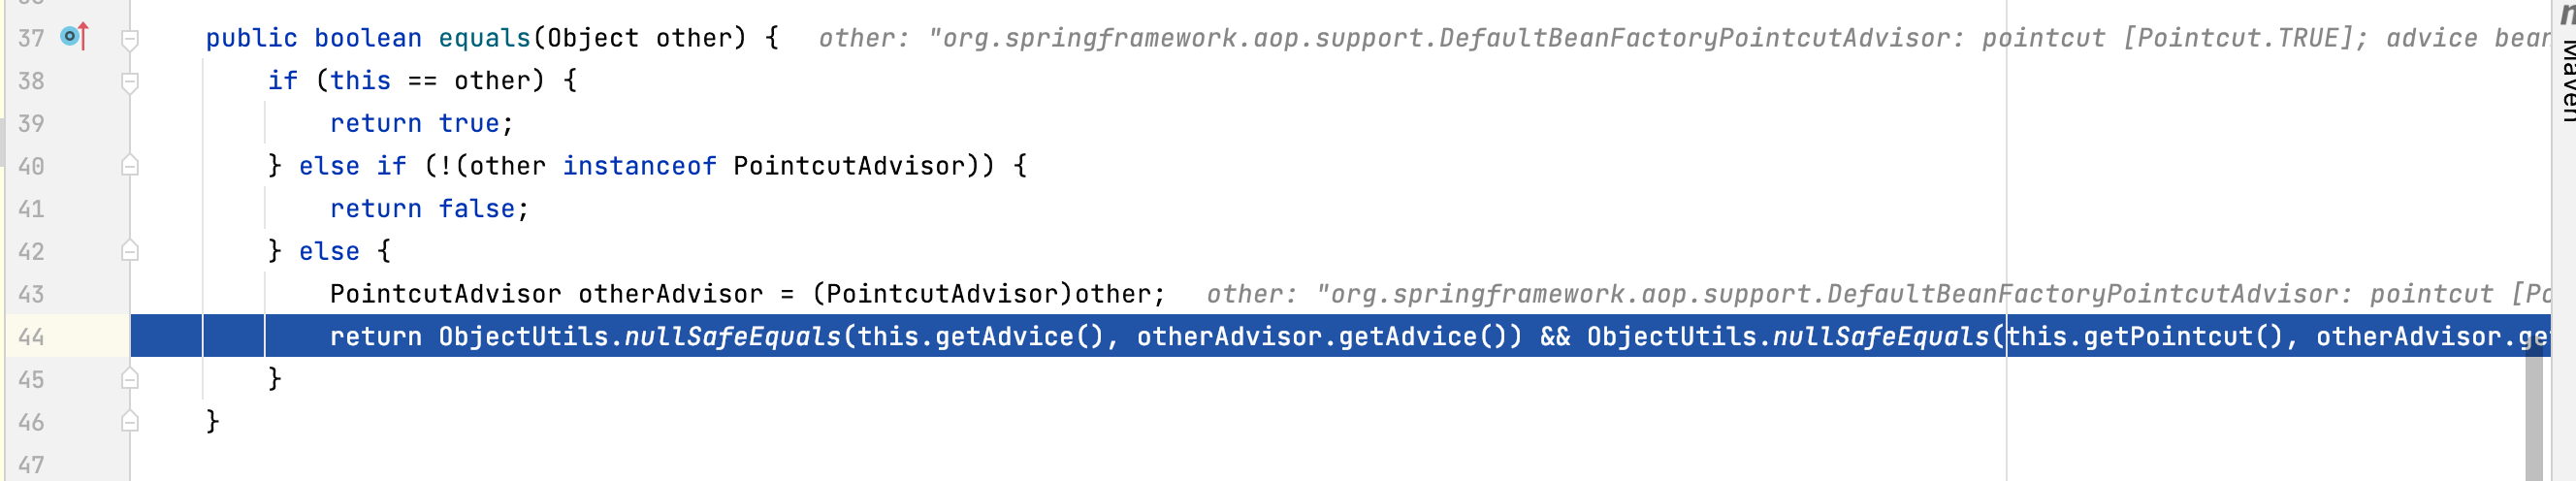 37 public boolean equals(Object other) { other: "org.springframework.aop.support.DefaultBeanFactoryPointcutAdvisor: pointcut [Pointcut.TRUE]; advice bean
38 if (this == other) {
39 return true;
40 } else if (!(other instanceof PointcutAdvisor)) {
41 return false;
42 } else {
43 PointcutAdvisor otherAdvisor = (PointcutAdvisor)other; other: "org.springframework.aop.support.DefaultBeanFactoryPointcutAdvisor: pointcut [Po
44 return ObjectUtils.nullSafeEquals(this.getAdvice(), otherAdvisor.getAdvice()) && ObjectUtils.nullSafeEquals(this.getPointcut(), otherAdvisor.ge
45 }
46 }
47
Maven